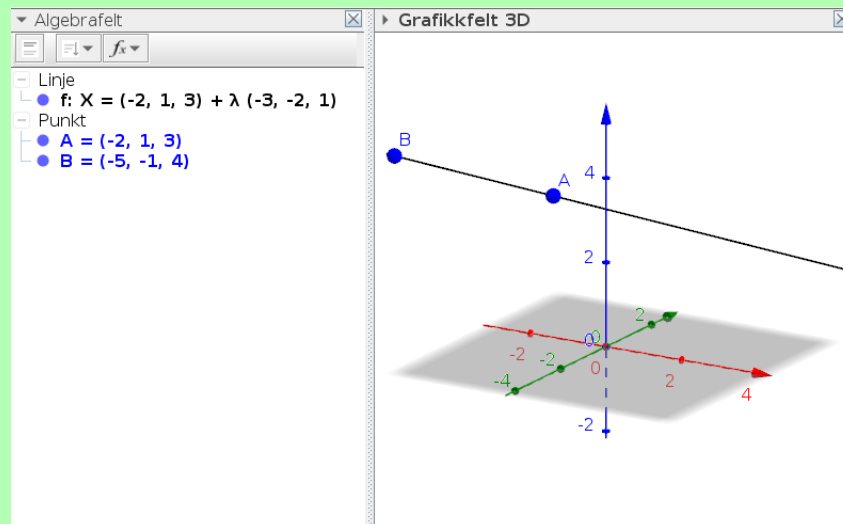 Algebrafelt
fx
Linje
f: X = (-2, 1, 3) + λ (-3, -2, 1)
Punkt
A = (-2, 1, 3)
B = (-5, -1, 4)
Grafikkfelt 3D
B
A
4
2
2
0
0
-2
-2
0
2
-4
4
-2